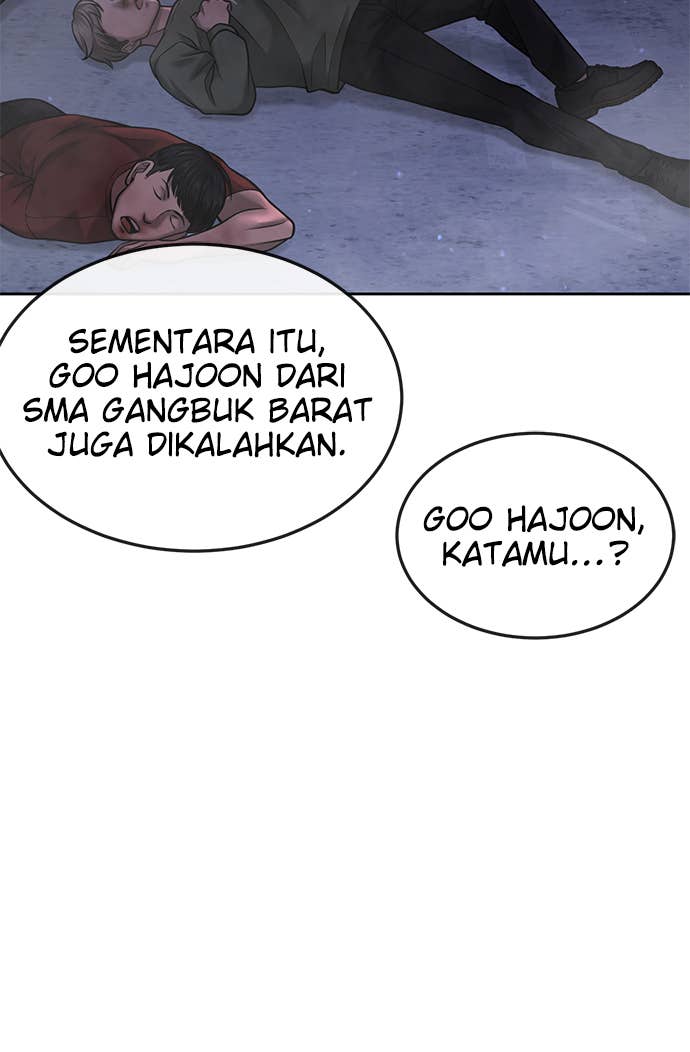 SEMENTARA ITU,
GOO HAJOON DARI
SMA GANGBUK BARAT
JUGA DIKALAHKAN.
GOO HAJOON,
KATAMU...?